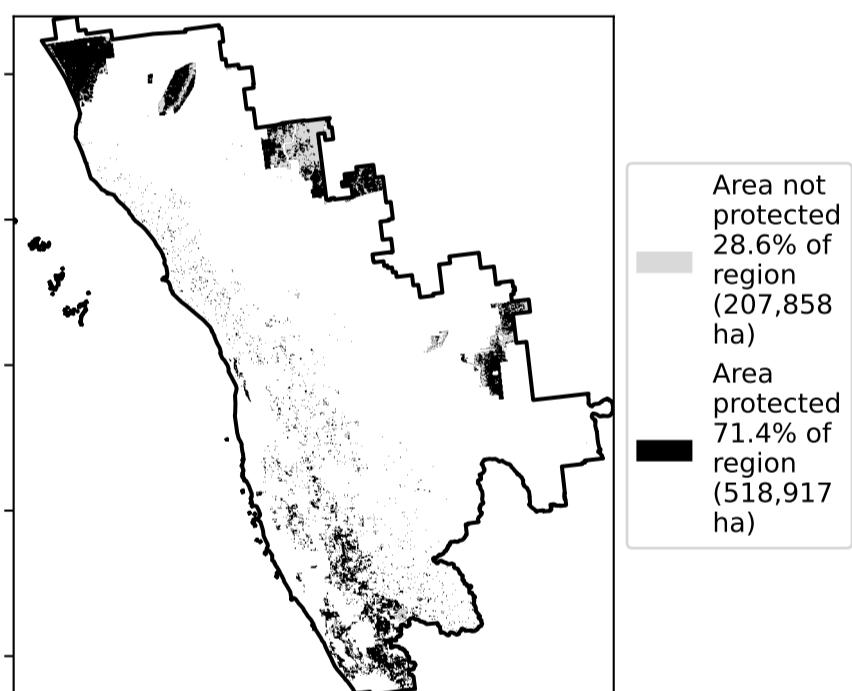 Area not
protected
28.6% of
region
(207,858
ha)
Area
protected
71.4% of
region
(518,917
ha)